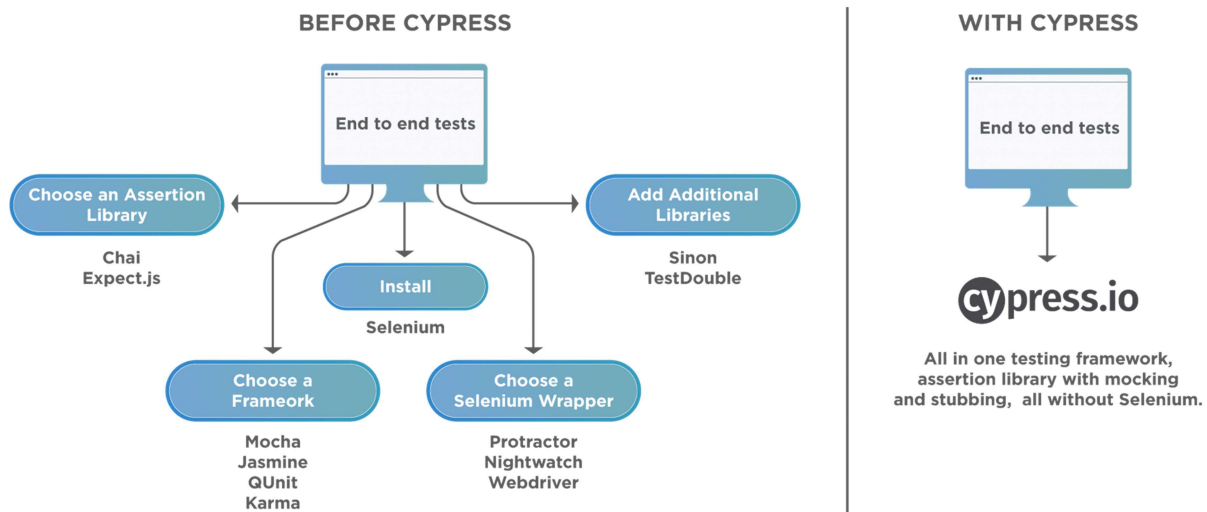 BEFORE CYPRESS
End to end tests
Choose an Assertion
Library
Chai
Expect.js
Add Additional
Libraries
Sinon
TestDouble
Install
Selenium
Choose a
Frameork
Mocha
Jasmine
QUnit
Karma
Choose a
Selenium Wrapper
Protractor
Nightwatch
Webdriver
WITH CYPRESS
End to end tests
cypress.io
All in one testing framework,
assertion library with mocking
and stubbing, all without Selenium.